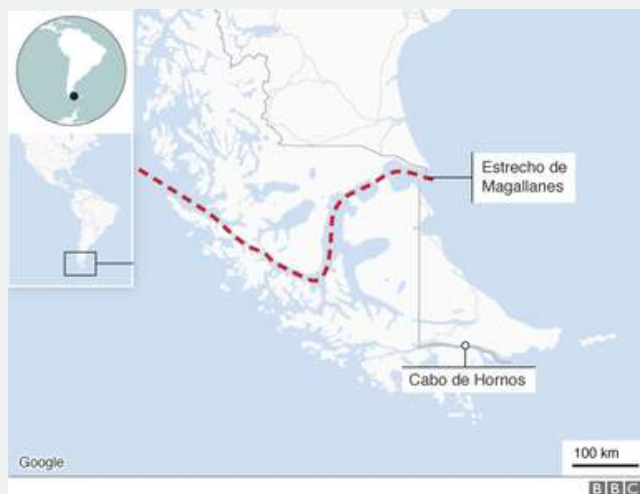 Estrecho de
Magallanes
Cabo de Hornos
Google
100 km
BBC